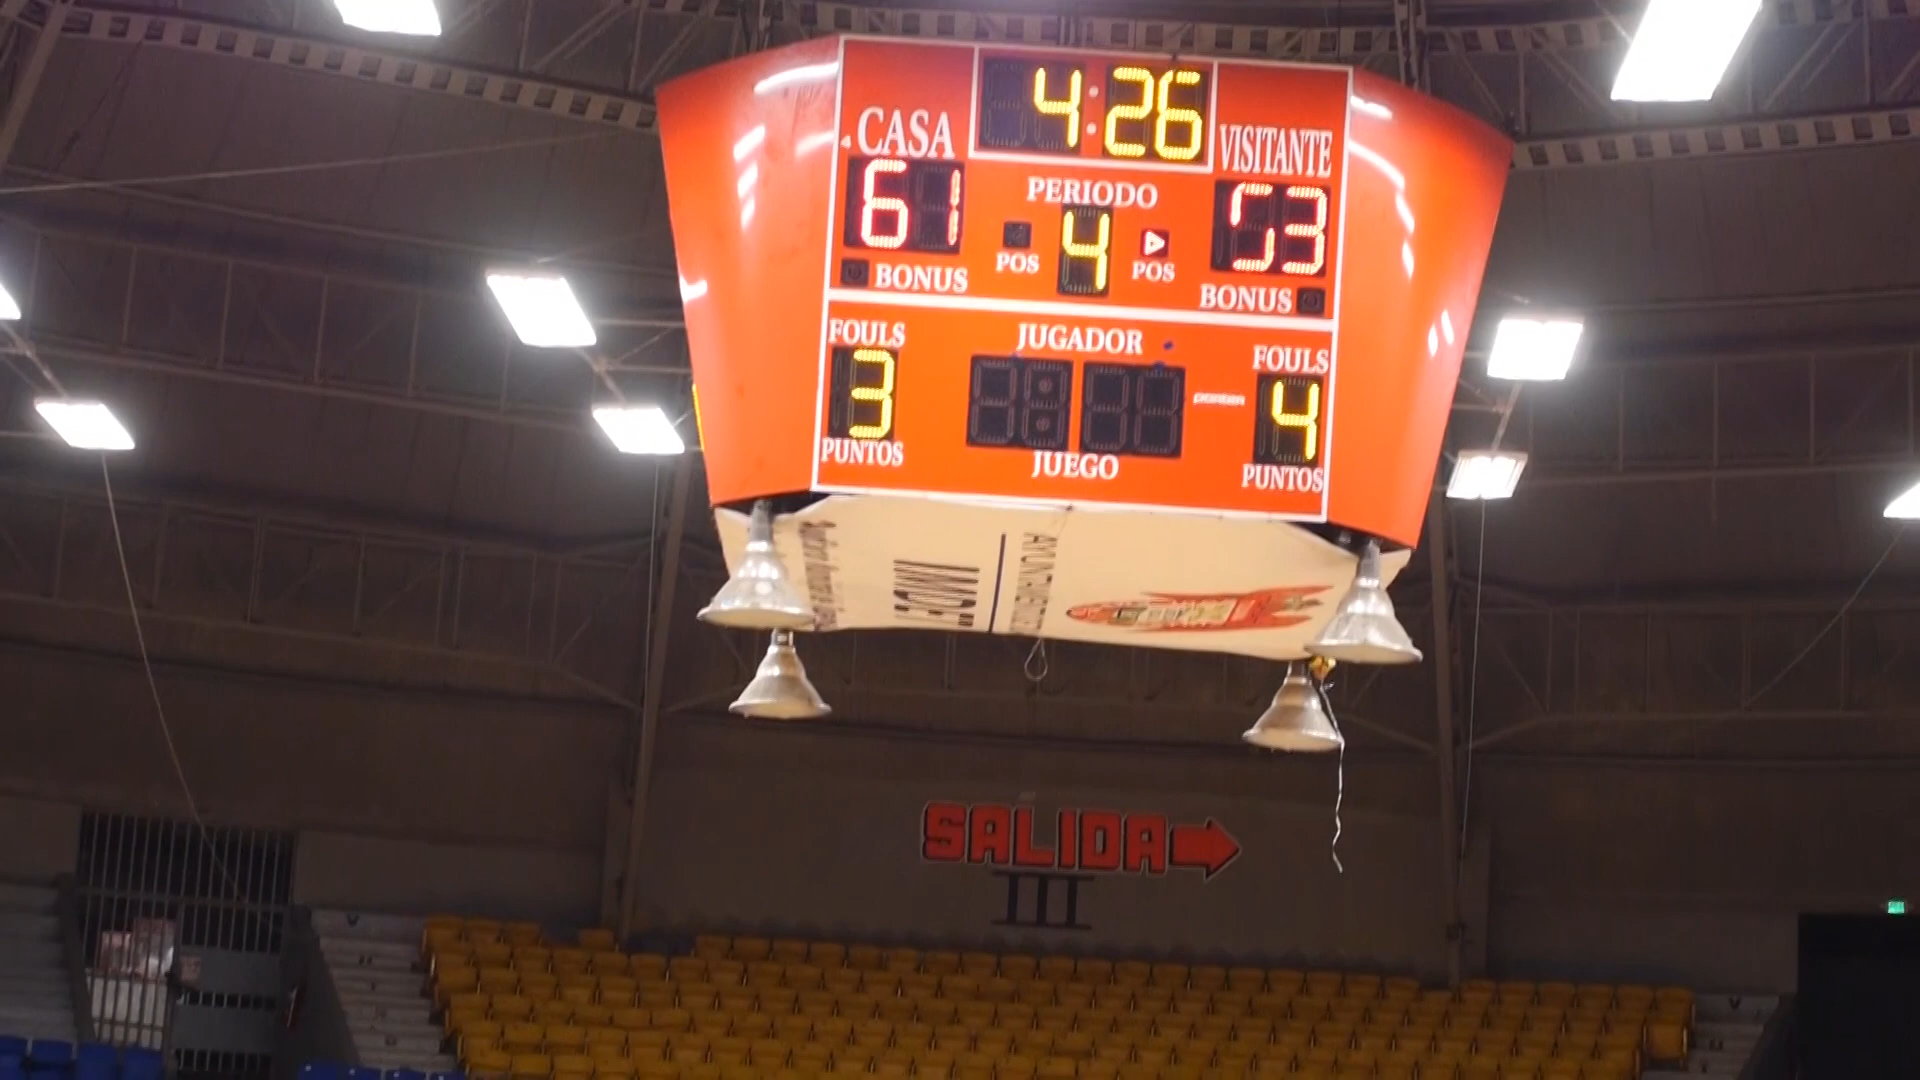 4:26
CASA
VISITANTE
61
PERIODO
53
POS
4
POS
BONUS
BONUS
FOULS
JUGADOR
FOULS
3
4
PUNTOS
JUEGO
PUNTOS
SALIDA
III